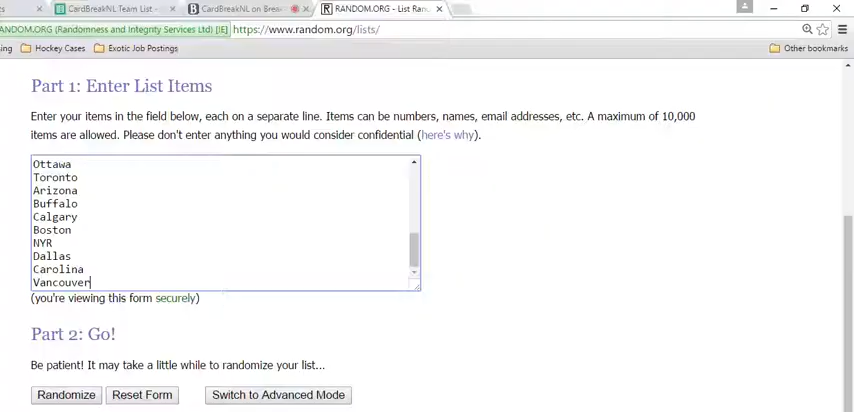 CardBreakNL Team List
CardBreakNL on Brea
RANDOM.ORG - List Ran
ANDOM.ORG (Randomness and Integrity Services Ltd) [IE]
https://www.random.org/lists/
Hockey Cases
Exotic Job Postings
Other bookmarks
Part 1: Enter List Items
Enter your items in the field below, each on a separate line. Items can be numbers, names, email addresses, etc. A maximum of 10,000
items are allowed. Please don't enter anything you would consider confidential (here's why).
Ottawa
Toronto
Arizona
Buffalo
Calgary
Boston
NYR
Dallas
Carolina
Vancouver
(you're viewing this form securely)
Part 2: Go!
Be patient! It may take a little while to randomize your list...
Randomize
Reset Form
Switch to Advanced Mode